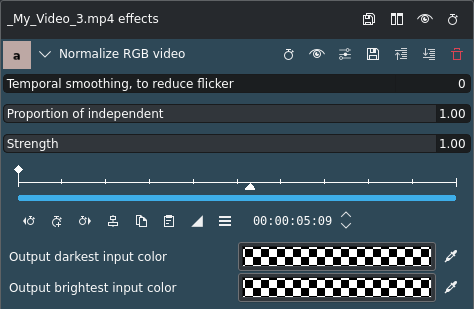 _My_Video_3.mp4 effects
a Normalize RGB video
Temporal smoothing, to reduce flicker 0
Proportion of independent 1.00
Strength 1.00
00:00:05:09
Output darkest input color
Output brightest input color